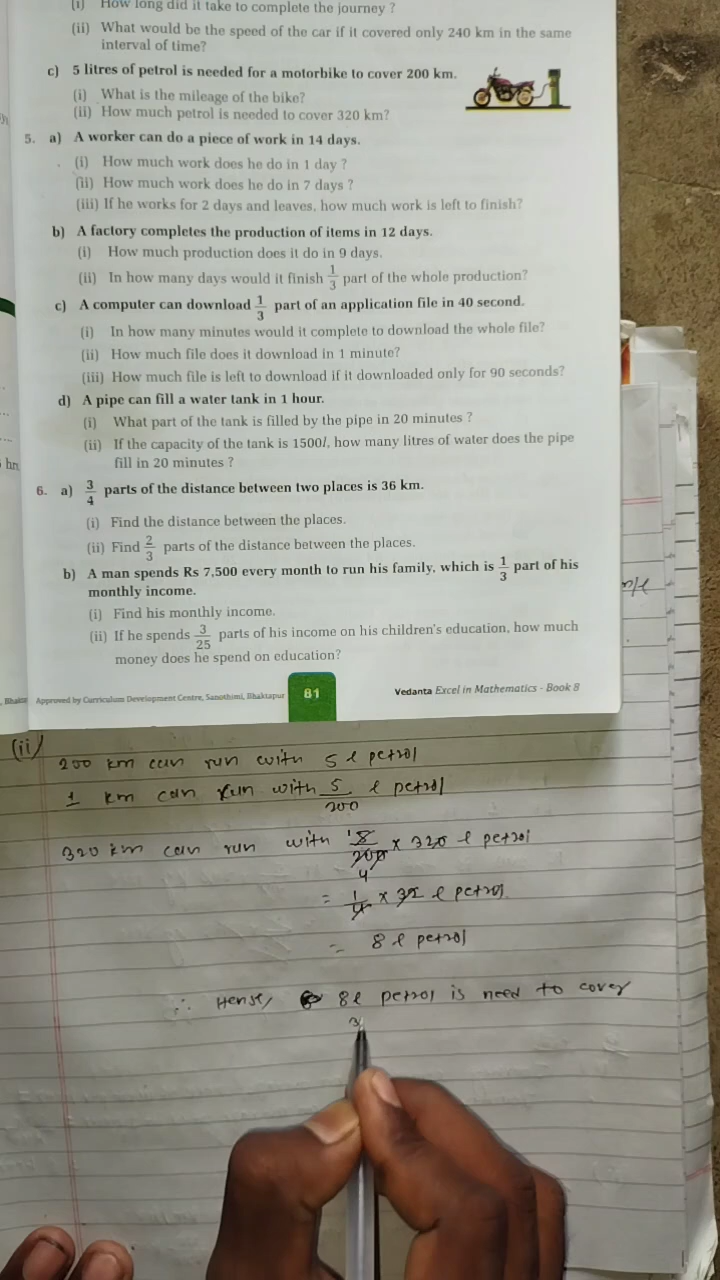 (i) How long did it take to complete the journey ?
(ii) What would be the speed of the car if it covered only 240 km in the same
interval of time?
c) 5 litres of petrol is needed for a motorbike to cover 200 km.
(i) What is the mileage of the bike?
(ii) How much petrol is needed to cover 320 km?
5. a) A worker can do a piece of work in 14 days.
(i) How much work does he do in 1 day ?
(ii) How much work does he do in 7 days ?
(iii) If he works for 2 days and leaves, how much work is left to finish?
b) A factory completes the production of items in 12 days.
(i) How much production does it do in 9 days.
(ii) In how many days would it finish 1/3 part of the whole production?
c) A computer can download 1/3 part of an application file in 40 second.
(i) In how many minutes would it complete to download the whole file?
(ii) How much file does it download in 1 minute?
(iii) How much file is left to download if it downloaded only for 90 seconds?
d) A pipe can fill a water tank in 1 hour.
(i) What part of the tank is filled by the pipe in 20 minutes ?
(ii) If the capacity of the tank is 1500l, how many litres of water does the pipe
fill in 20 minutes ?
6. a) 3/4 parts of the distance between two places is 36 km.
(i) Find the distance between the places.
(ii) Find 2/3 parts of the distance between the places.
b) A man spends Rs 7,500 every month to run his family, which is 1/3 part of his
monthly income.
(i) Find his monthly income.
(ii) If he spends 3/25 parts of his income on his children's education, how much
money does he spend on education?
Approved by Curriculum Development Centre, Sanothimi, Bhaktapur 81 Vedanta Excel in Mathematics - Book 8
(ii)
200 km can run with 5 l petrol
1 km can run with 5/200 l petrol
320 km can run with 5/200 × 320 l petrol
= 1/4 × 32 l petrol
= 8 l petrol
∴ Hense, 8l petrol is need to cover